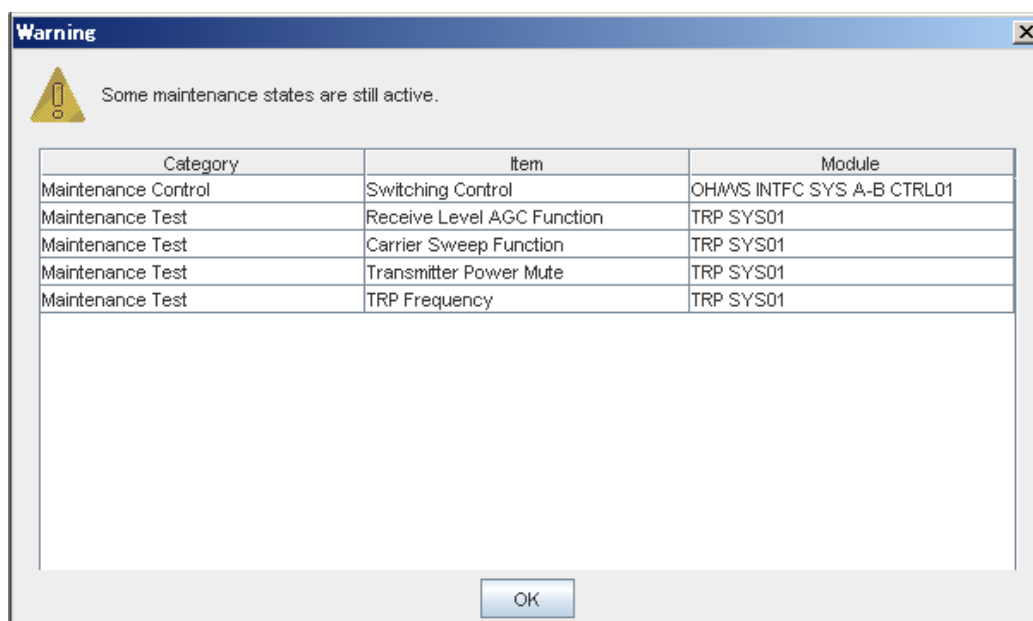 Warning
Some maintenance states are still active.
Category Item Module
Maintenance Control Switching Control OH/WS INTFC SYS A-B CTRL01
Maintenance Test Receive Level AGC Function TRP SYS01
Maintenance Test Carrier Sweep Function TRP SYS01
Maintenance Test Transmitter Power Mute TRP SYS01
Maintenance Test TRP Frequency TRP SYS01
OK